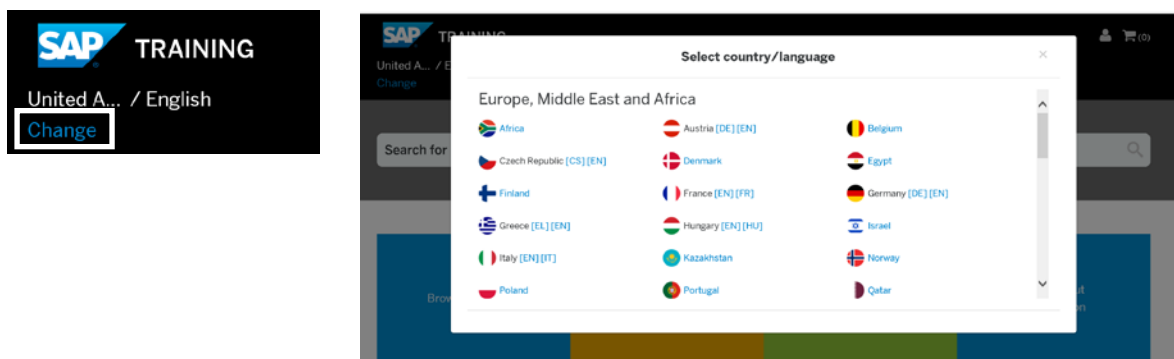 SAP TRAINING
United A... / English
Change
SAP
United A... / E
Change
(0)
Search for
Select country/language
×
Europe, Middle East and Africa
Africa
Austria [DE] [EN]
Belgium
Czech Republic [CS] [EN]
Denmark
Egypt
Finland
France [EN] [FR]
Germany [DE] [EN]
Greece [EL] [EN]
Hungary [EN] [HU]
Israel
Italy [EN] [IT]
Kazakhstan
Norway
Poland
Portugal
Qatar